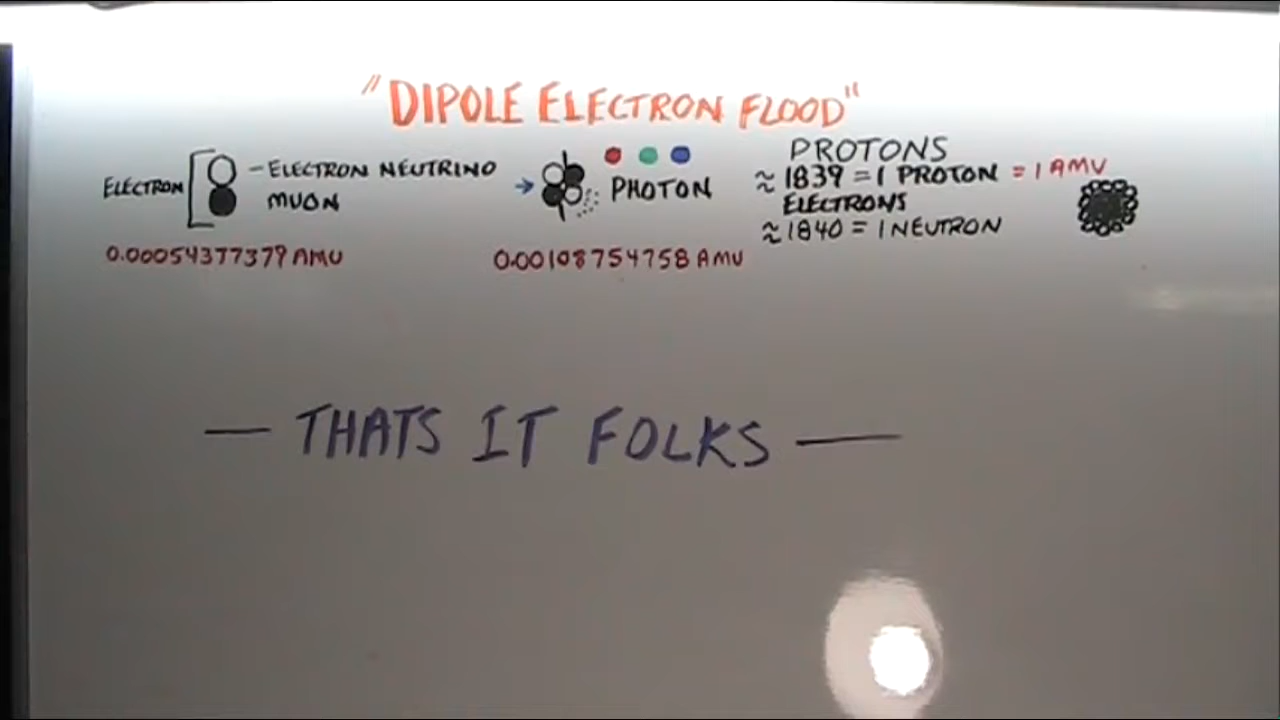 "DIPOLE ELECTRON FLOOD"
ELECTRON
- ELECTRON NEUTRINO
MUON
0.00054377379 AMU
PHOTON
0.00108754758 AMU
PROTONS
≈ 1839 = 1 PROTON = 1 AMU
ELECTRONS
≈ 1840 = 1 NEUTRON
— THATS IT FOLKS —